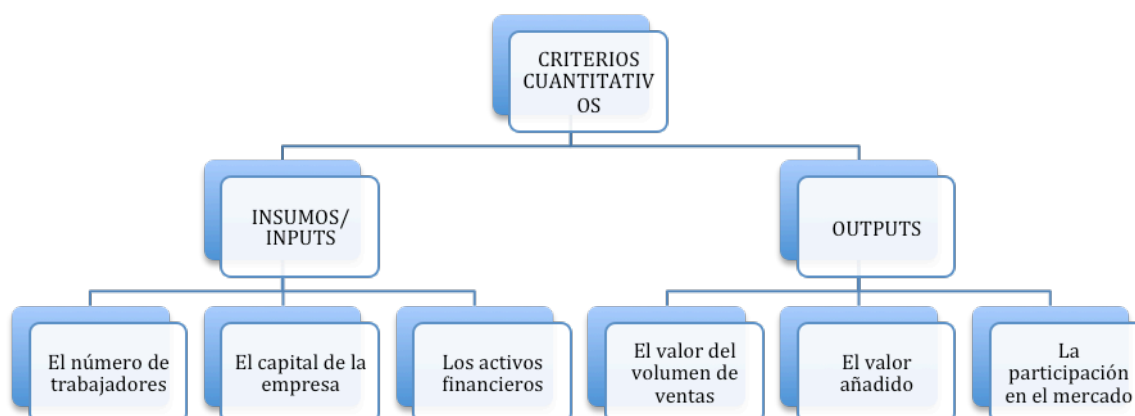 CRITERIOS
CUANTITATIV
OS
INSUMOS/
INPUTS
OUTPUTS
El número de
trabajadores
El capital de la
empresa
Los activos
financieros
El valor del
volumen de
ventas
El valor
añadido
La
participación
en el mercado